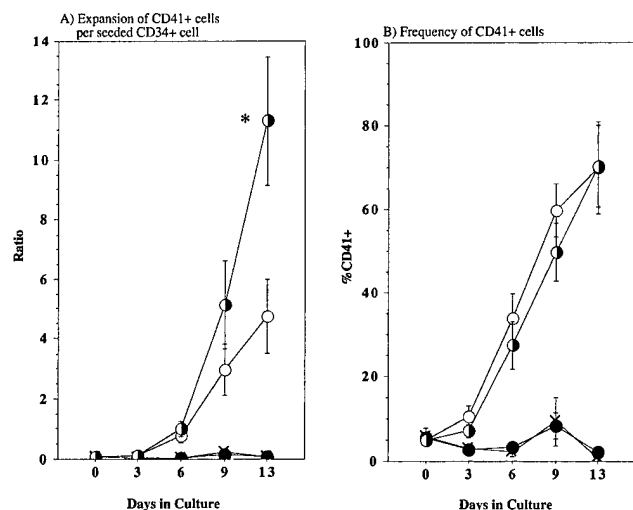 A) Expansion of CD41+ cells
per seeded CD34+ cell
14
12
10
8
6
4
2
0
Ratio
*
0 3 6 9 13
Days in Culture
B) Frequency of CD41+ cells
100
80
60
40
20
0
%CD41+
0 3 6 9 13
Days in Culture